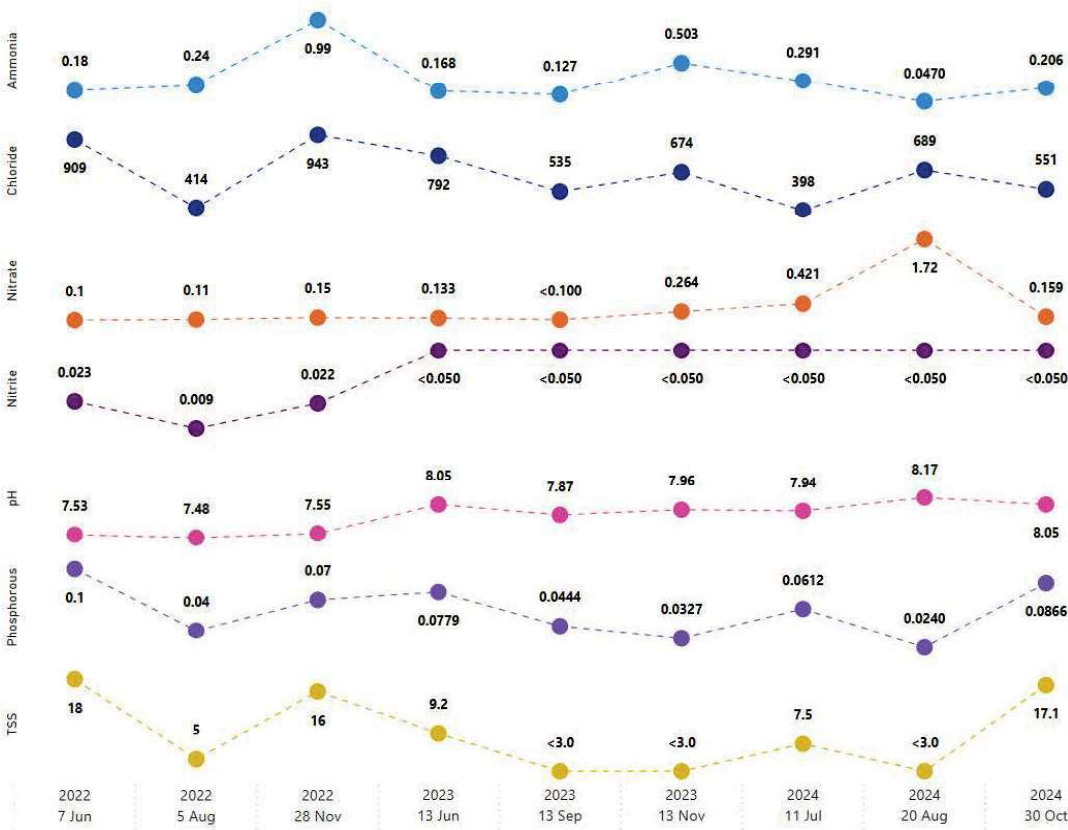 Ammonia
0.18 0.24 0.99 0.168 0.127 0.503 0.291 0.0470 0.206
Chloride
909 414 943 792 535 674 398 689 551
Nitrate
0.1 0.11 0.15 0.133 <0.100 0.264 0.421 1.72 0.159
Nitrite
0.023 0.009 0.022 <0.050 <0.050 <0.050 <0.050 <0.050 <0.050
pH
7.53 7.48 7.55 8.05 7.87 7.96 7.94 8.17 8.05
Phosphorous
0.1 0.04 0.07 0.0779 0.0444 0.0327 0.0612 0.0240 0.0866
TSS
18 5 16 9.2 <3.0 <3.0 7.5 <3.0 17.1
2022 2022 2022 2023 2023 2023 2024 2024 2024
7 Jun 5 Aug 28 Nov 13 Jun 13 Sep 13 Nov 11 Jul 20 Aug 30 Oct